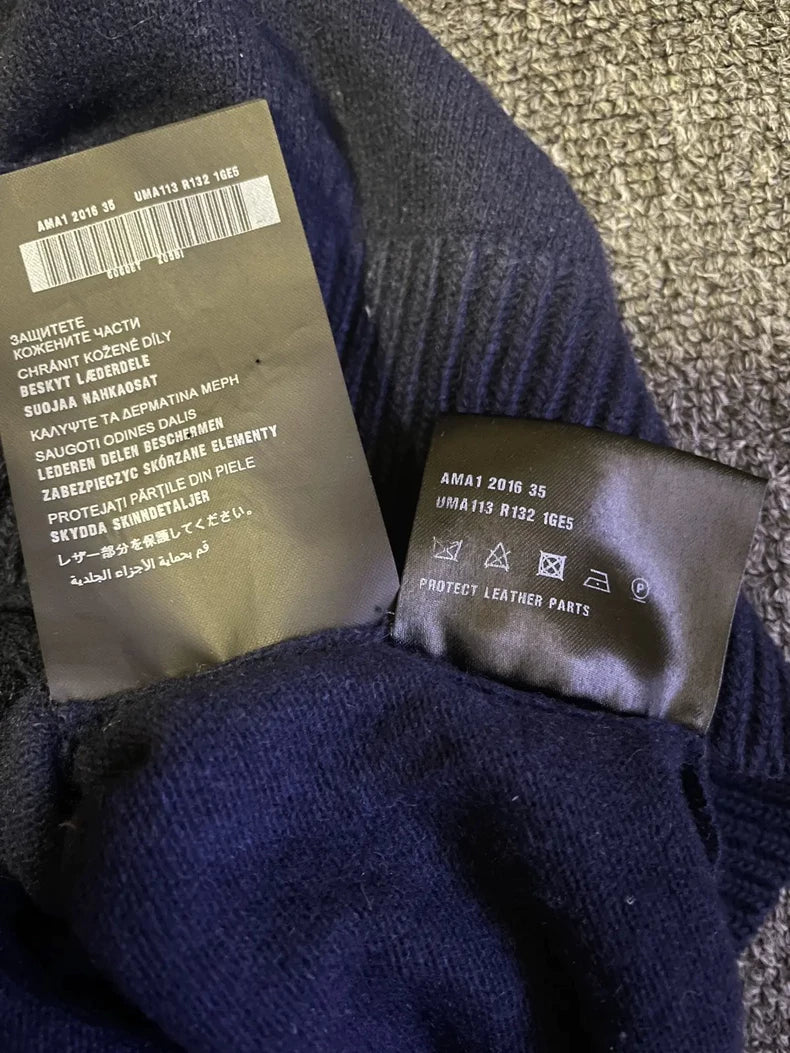 AMA1 2016 35 UMA113 R132 1GE5
ЗАЩИТЕТЕ
КОЖЕНИТЕ ЧАСТИ
CHRÁNIT KOŽENÉ DÍLY
BESKYT LÆDERDELE
SUOJAA NAHKAOSAT
ΚΑΛΥΨΤΕ ΤΑ ΔΕΡΜΑΤΙΝΑ ΜΕΡΗ
SAUGOTI ODINES DALIS
LEDEREN DELEN BESCHERMEN
ZABEZPIECZYC SKÓRZANE ELEMENTY
PROTEJATI PĂRŢILE DIN PIELE
SKYDDA SKINNDETALJER
レザー部分を保護してください。
قم بحماية الأجزاء الجلدية
AMA1 2016 35
UMA113 R132 1GE5
P
PROTECT LEATHER PARTS